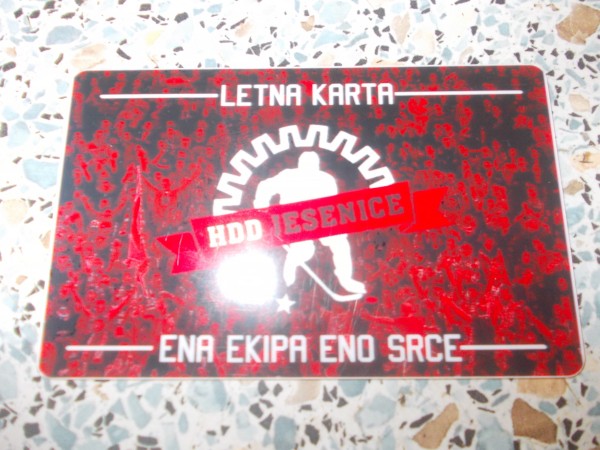 LETNA KARTA
HDD JESENICE
ENA EKIPA ENO SRCE